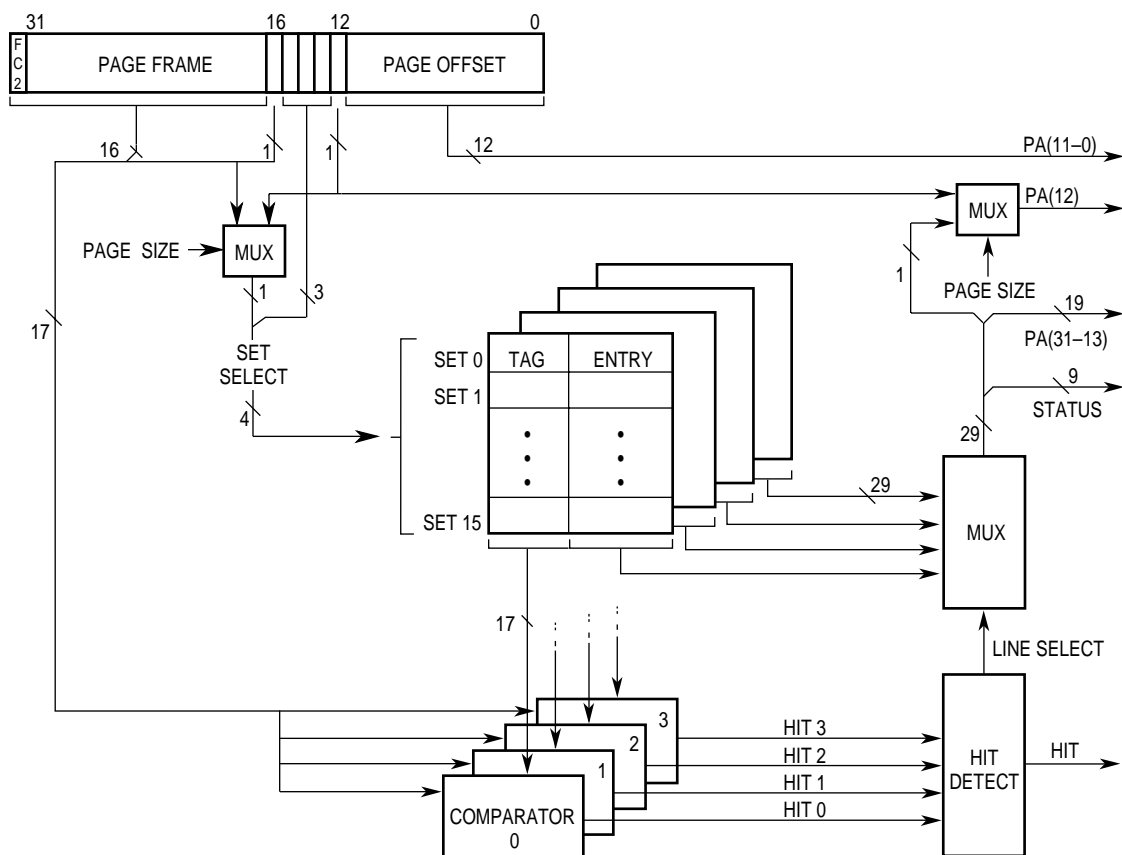 31 16 12 0
F
C
2
PAGE FRAME
PAGE OFFSET
16 1 1 12
PA(11–0)
MUX
PA(12)
PAGE SIZE
MUX
1
PAGE SIZE
1 3
19
PA(31–13)
17
SET
SELECT
4
SET 0 TAG ENTRY
SET 1
SET 15
9
STATUS
29
29
MUX
17
LINE SELECT
3
2
1
COMPARATOR
0
HIT 3
HIT 2
HIT 1
HIT 0
HIT
DETECT
HIT